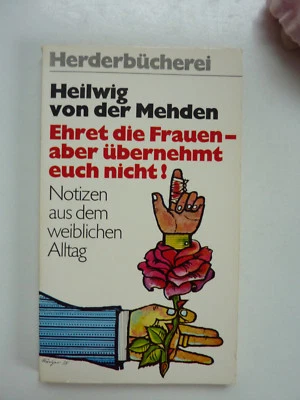 Herderbücherei
Heilwig
von der Mehden
Ehret die Frauen–
aber übernehmt
euch nicht!
Notizen
aus dem
weiblichen
Alltag